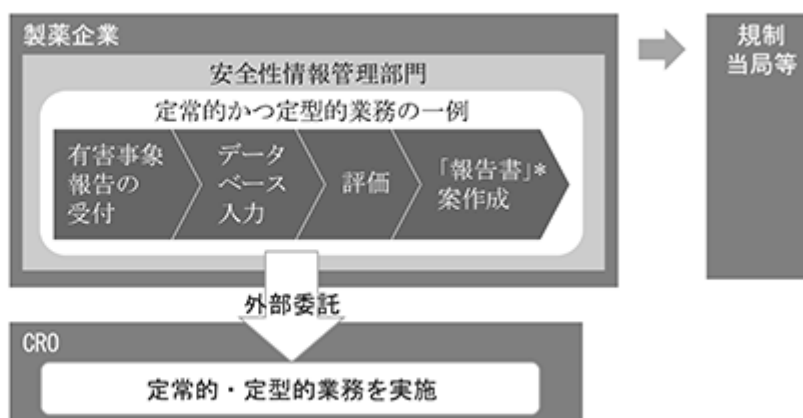 製薬企業
規制
当局等
安全性情報管理部門
定常的かつ定型的業務の一例
有害事象
報告の
受付
データ
ベース
入力
評価
「報告書」*
案作成
外部委託
CRO
定常的・定型的業務を実施